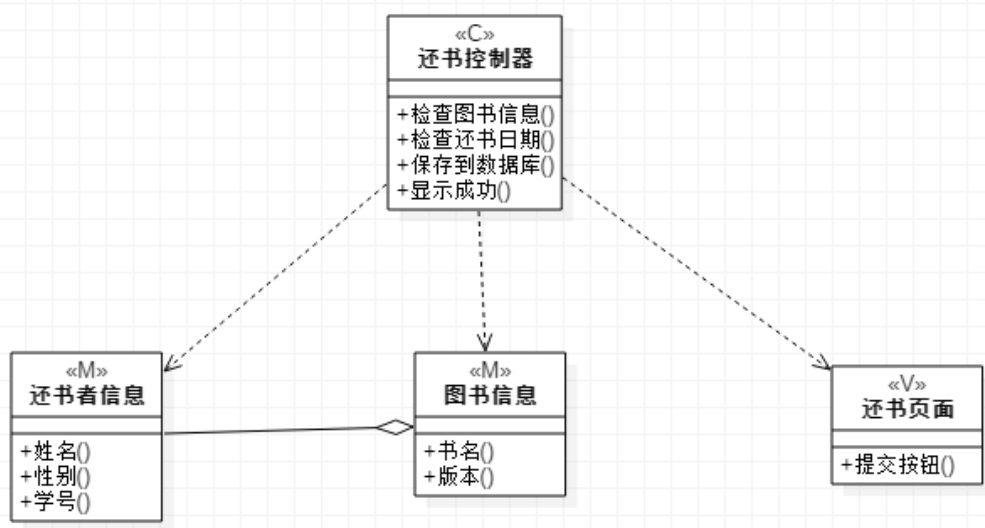 «C»
还书控制器
+检查图书信息()
+检查还书日期()
+保存到数据库()
+显示成功()
«M»
还书者信息
+姓名()
+性别()
+学号()
«M»
图书信息
+书名()
+版本()
«V»
还书页面
+提交按钮()